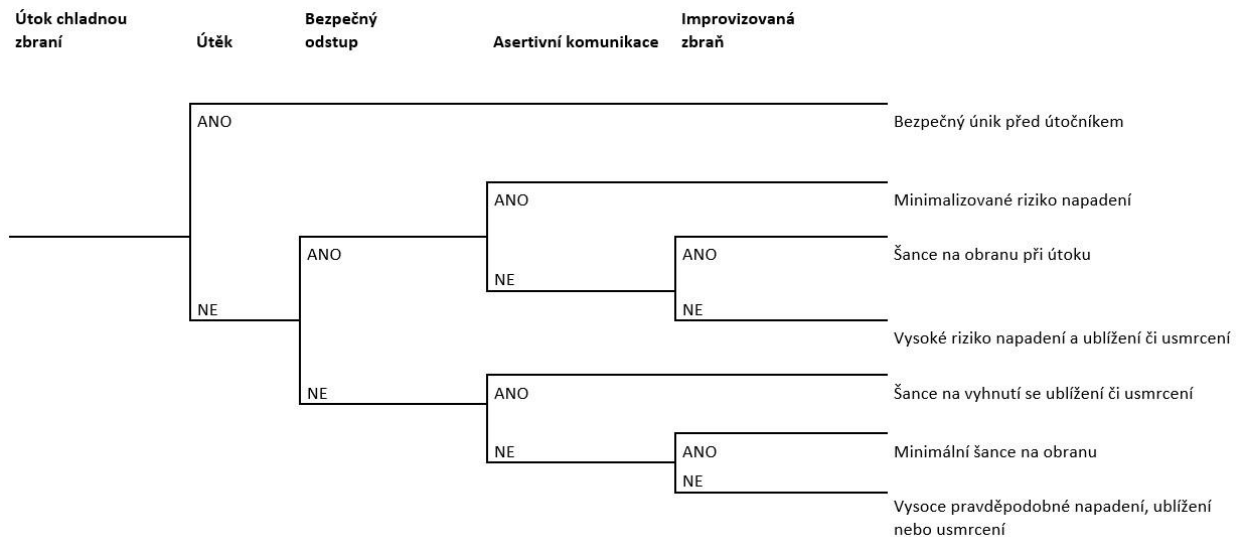 Útok chladnou
zbraní
Útěk
Bezpečný
odstup
Asertivní komunikace
Improvizovaná
zbraň
ANO
Bezpečný únik před útočníkem
ANO
Minimalizované riziko napadení
ANO
ANO
Šance na obranu při útoku
NE
NE
NE
Vysoké riziko napadení a ublížení či usmrcení
NE
ANO
Šance na vyhnutí se ublížení či usmrcení
NE
ANO
Minimální šance na obranu
NE
Vysoce pravděpodobné napadení, ublížení
nebo usmrcení